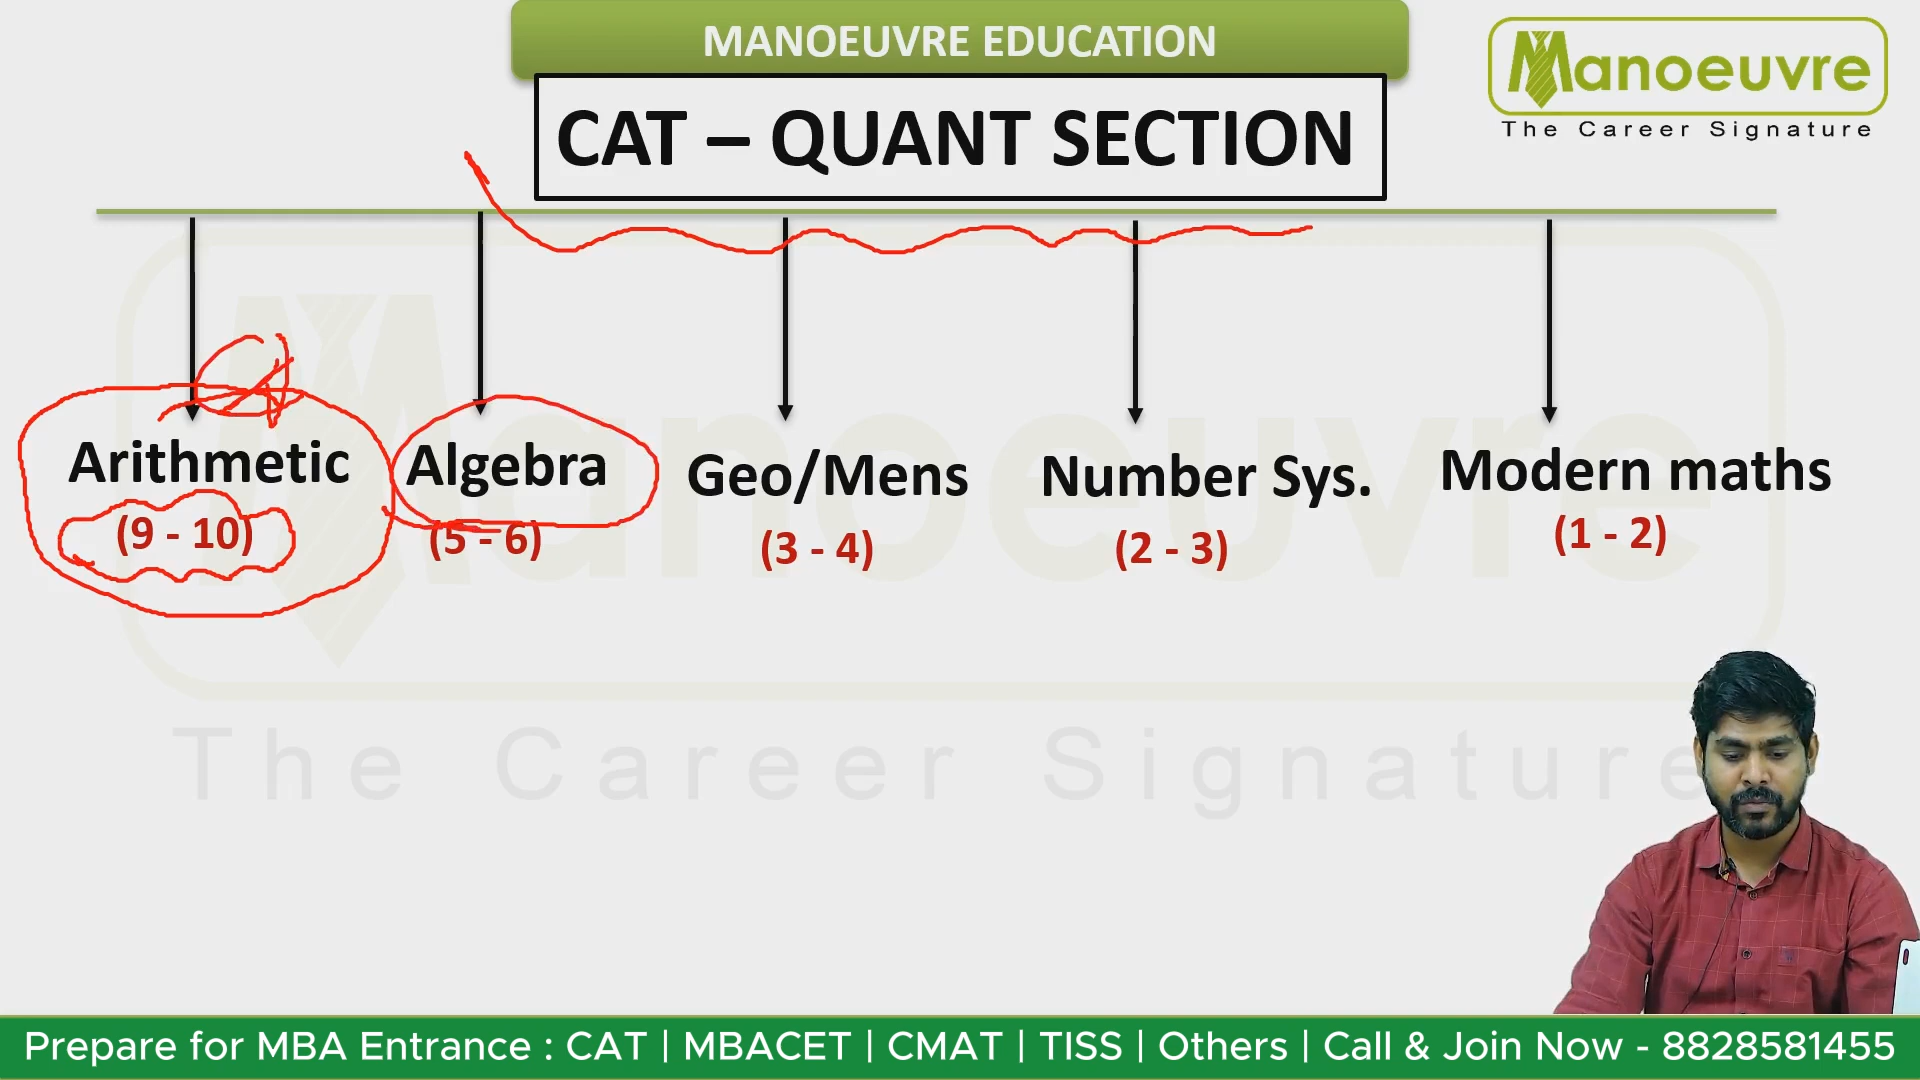 MANOEUVRE EDUCATION
Manoeuvre
The Career Signature
CAT – QUANT SECTION
Arithmetic
(9 - 10)
Algebra
(5 - 6)
Geo/Mens
(3 - 4)
Number Sys.
(2 - 3)
Modern maths
(1 - 2)
Manoeuvre
The Career Signature
Prepare for MBA Entrance : CAT | MBACET | CMAT | TISS | Others | Call & Join Now - 8828581455